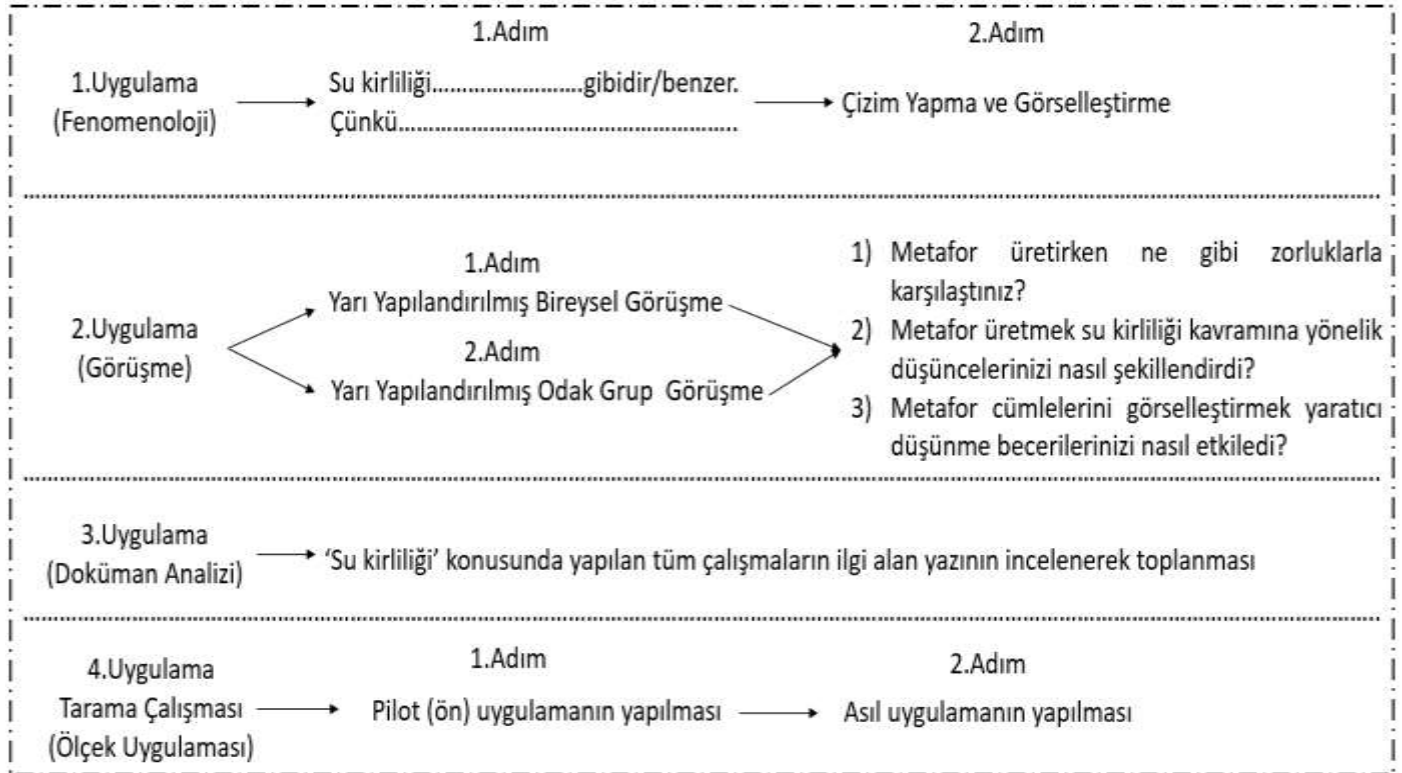 1.Adım
2.Adım
1.Uygulama
(Fenomenoloji)
Su kirliliği...........................gibidir/benzer.
Çünkü.............................................................
Çizim Yapma ve Görselleştirme
2.Uygulama
(Görüşme)
1.Adım
Yarı Yapılandırılmış Bireysel Görüşme
2.Adım
Yarı Yapılandırılmış Odak Grup Görüşme
1) Metafor üretirken ne gibi zorluklarla
karşılaştınız?
2) Metafor üretmek su kirliliği kavramına yönelik
düşüncelerinizi nasıl şekillendirdi?
3) Metafor cümlelerini görselleştirmek yaratıcı
düşünme becerilerinizi nasıl etkiledi?
3.Uygulama
(Doküman Analizi)
‘Su kirliliği’ konusunda yapılan tüm çalışmaların ilgi alan yazının incelenerek toplanması
4.Uygulama
Tarama Çalışması
(Ölçek Uygulaması)
1.Adım
Pilot (ön) uygulamanın yapılması
2.Adım
Asıl uygulamanın yapılması